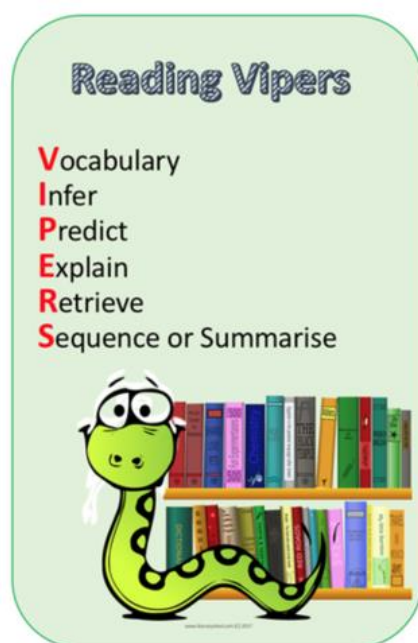 Reading Vipers
Vocabulary
Infer
Predict
Explain
Retrieve
Sequence or Summarise